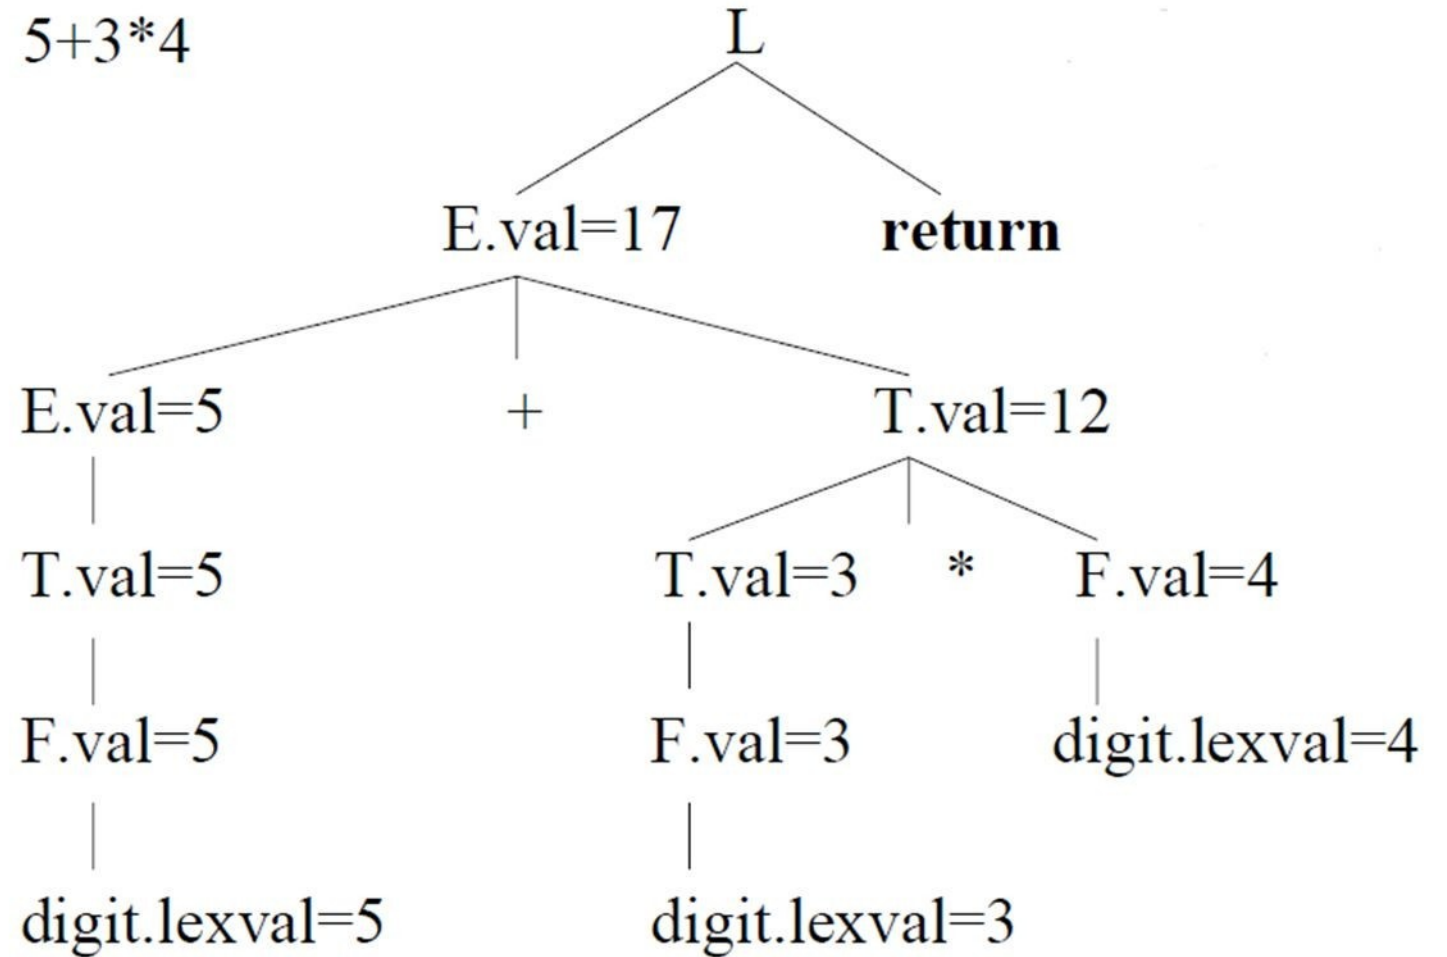 5+3*4
L
E.val=17 return
E.val=5 + T.val=12
T.val=5 T.val=3 * F.val=4
F.val=5 F.val=3 digit.lexval=4
digit.lexval=5 digit.lexval=3